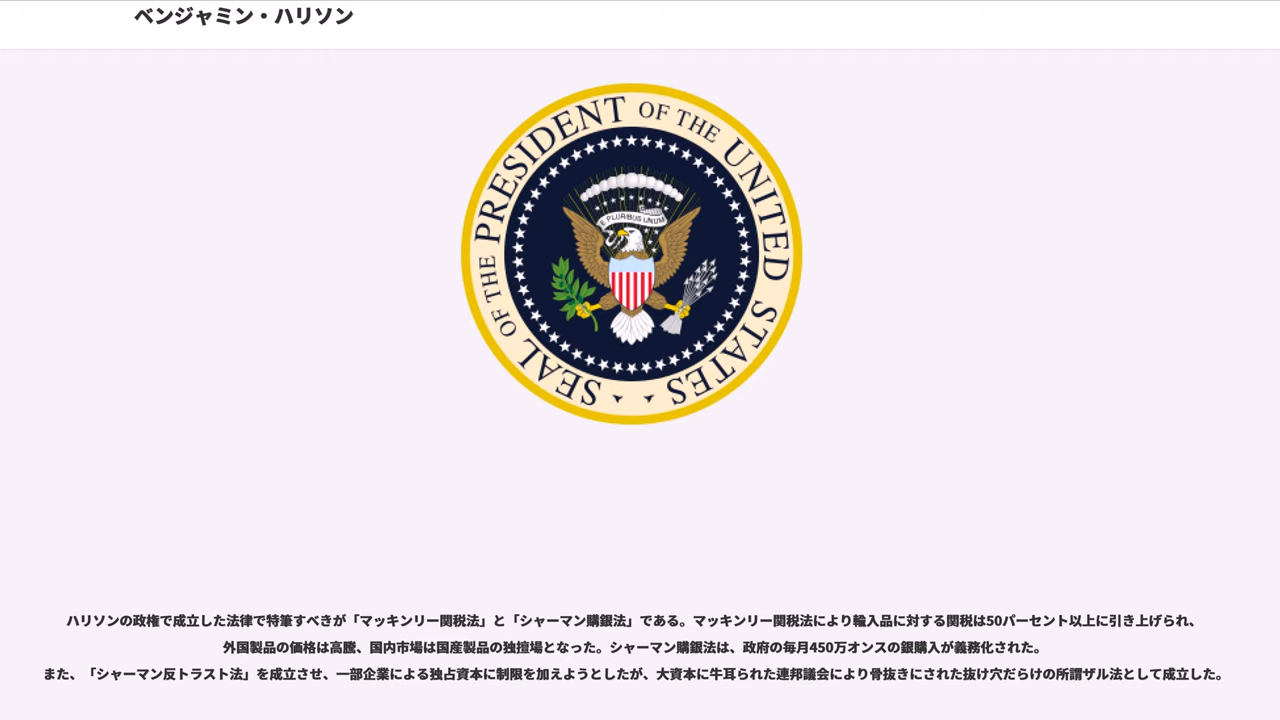 ベンジャミン・ハリソン
SEAL OF THE PRESIDENT OF THE UNITED STATES
E PLURIBUS UNUM
ハリソンの政権で成立した法律で特筆すべきが「マッキンリー関税法」と「シャーマン購銀法」である。マッキンリー関税法により輸入品に対する関税は50パーセント以上に引き上げられ、
外国製品の価格は高騰、国内市場は国産製品の独擅場となった。シャーマン購銀法は、政府の毎月450万オンスの銀購入が義務化された。
また、「シャーマン反トラスト法」を成立させ、一部企業による独占資本に制限を加えようとしたが、大資本に牛耳られた連邦議会により骨抜きにされた抜け穴だらけの所謂ザル法として成立した。